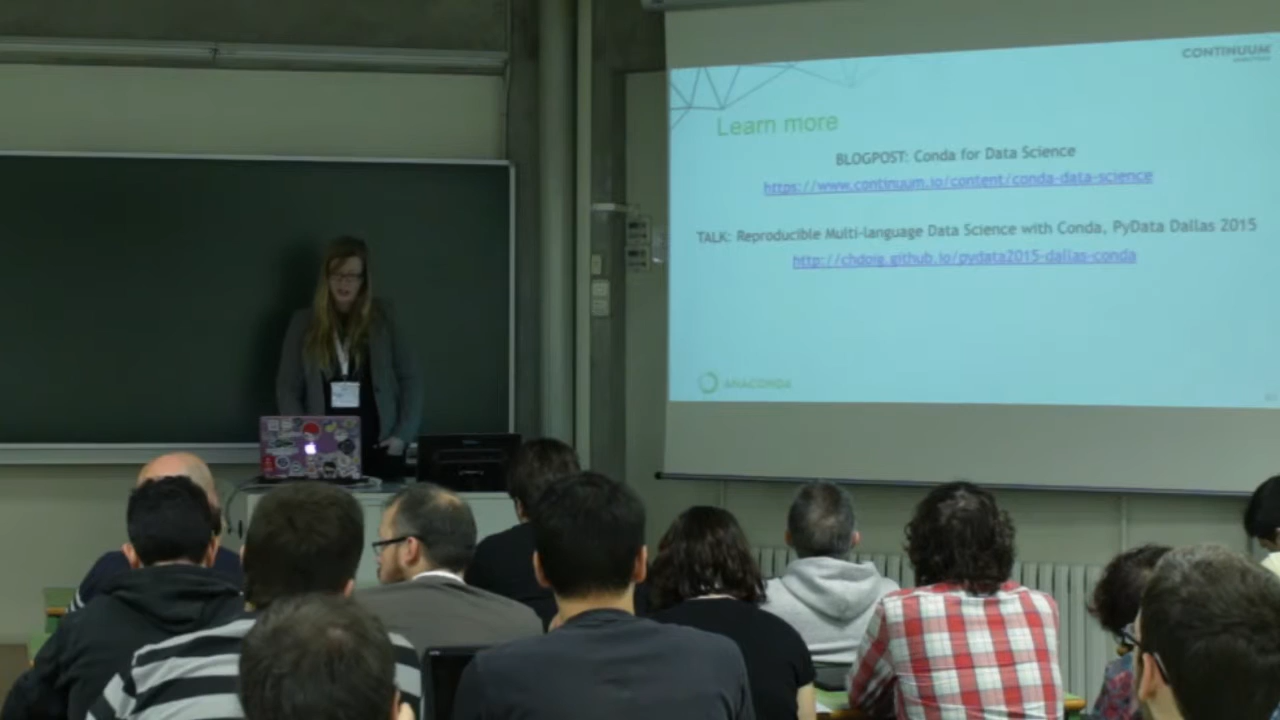 CONTINUUM
Learn more
BLOGPOST: Conda for Data Science
https://www.continuum.io/content/conda-data-science
TALK: Reproducible Multi-language Data Science with Conda, PyData Dallas 2015
http://chdoig.github.io/pydata2015-dallas-conda
ANACONDA